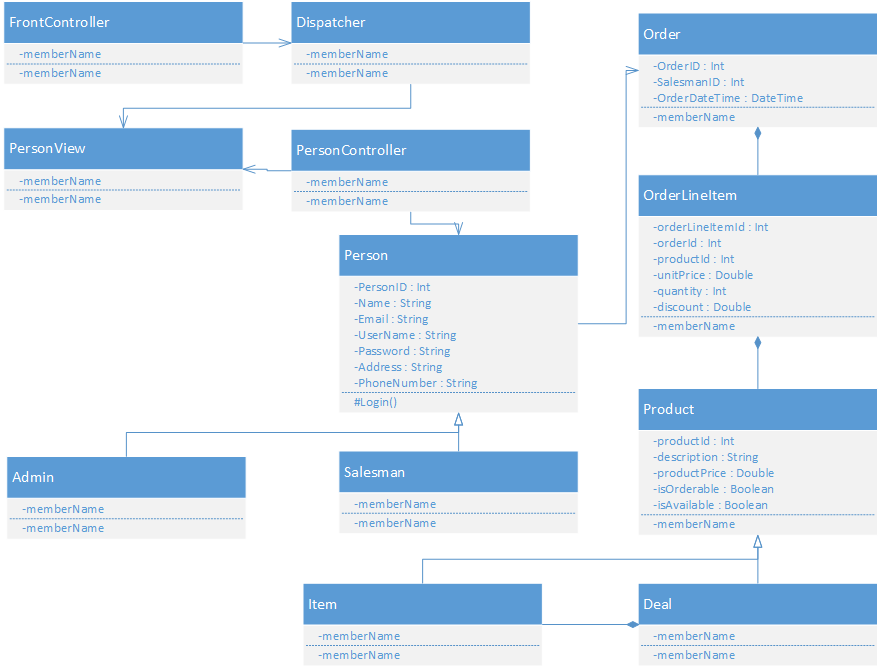 FrontController
-memberName
-memberName
Dispatcher
-memberName
-memberName
Order
-OrderID : Int
-SalesmanID : Int
-OrderDateTime : DateTime
-memberName
PersonView
-memberName
-memberName
PersonController
-memberName
-memberName
OrderLineItem
-orderLineItemId : Int
-orderId : Int
-productId : Int
-unitPrice : Double
-quantity : Int
-discount : Double
-memberName
Person
-PersonID : Int
-Name : String
-Email : String
-UserName : String
-Password : String
-Address : String
-PhoneNumber : String
#Login()
Product
-productId : Int
-description : String
-productPrice : Double
-isOrderable : Boolean
-isAvailable : Boolean
-memberName
Admin
-memberName
-memberName
Salesman
-memberName
-memberName
Item
-memberName
-memberName
Deal
-memberName
-memberName